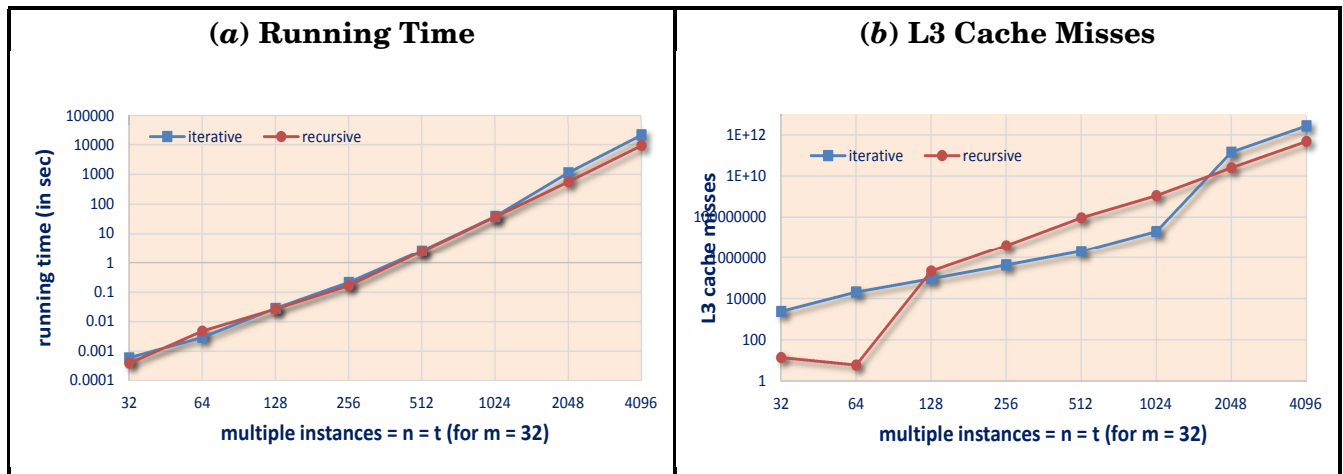 (a) Running Time
100000
10000
1000
100
10
1
0.1
0.01
0.001
0.0001
running time (in sec)
iterative
recursive
32 64 128 256 512 1024 2048 4096
multiple instances = n = t (for m = 32)
(b) L3 Cache Misses
1E+12
1E+10
100000000
1000000
10000
100
1
L3 cache misses
iterative
recursive
32 64 128 256 512 1024 2048 4096
multiple instances = n = t (for m = 32)